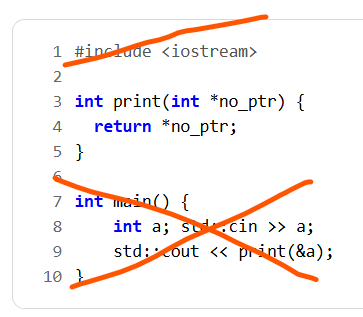 1 #include <iostream>
2
3 int print(int *no_ptr) {
4 return *no_ptr;
5 }
6
7 int main() {
8 int a; std::cin >> a;
9 std::cout << print(&a);
10 }